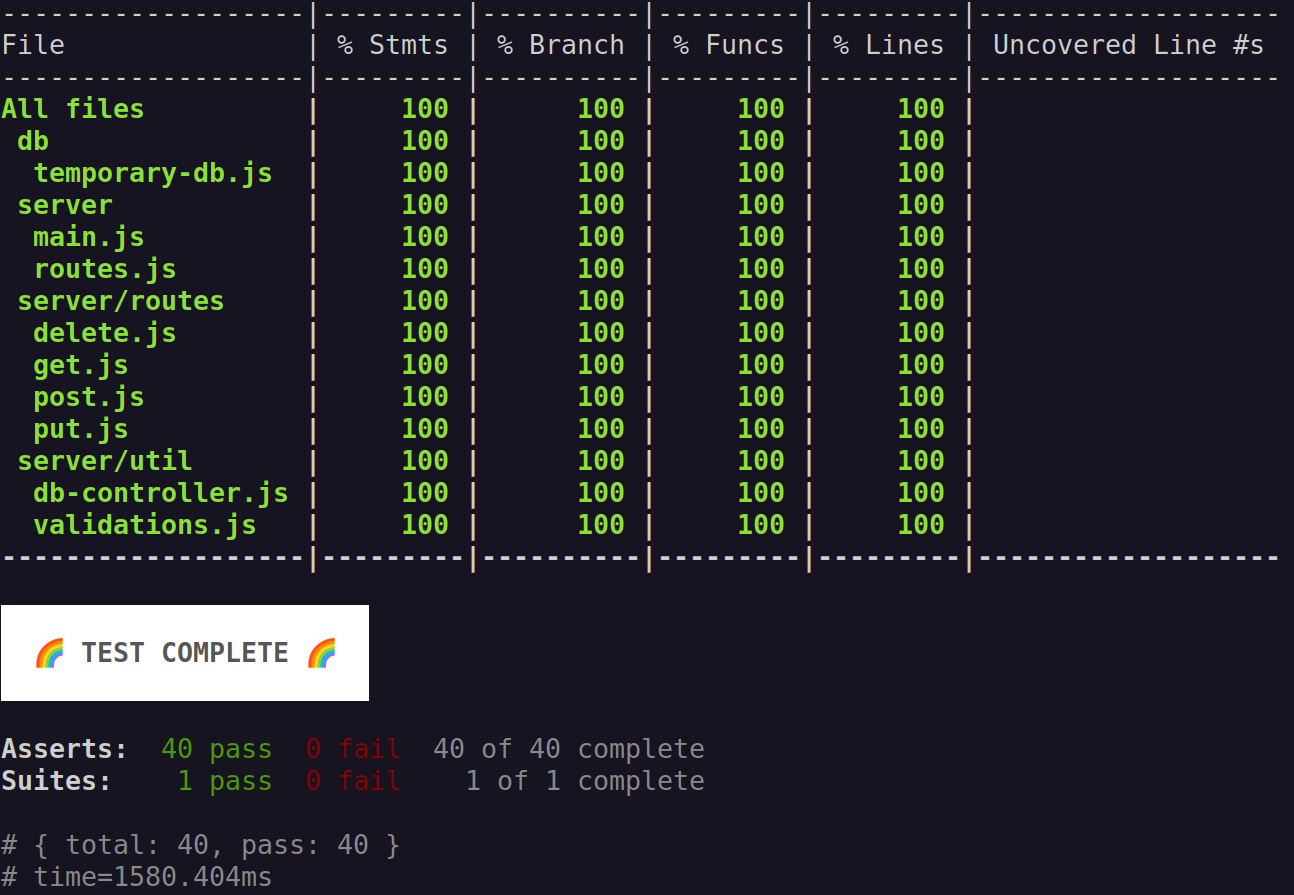 -------------------|---------|----------|---------|---------|-------------------
File               | % Stmts | % Branch | % Funcs | % Lines | Uncovered Line #s
-------------------|---------|----------|---------|---------|-------------------
All files          |     100 |      100 |     100 |     100 |
 db                |     100 |      100 |     100 |     100 |
  temporary-db.js  |     100 |      100 |     100 |     100 |
 server            |     100 |      100 |     100 |     100 |
  main.js          |     100 |      100 |     100 |     100 |
  routes.js        |     100 |      100 |     100 |     100 |
 server/routes     |     100 |      100 |     100 |     100 |
  delete.js        |     100 |      100 |     100 |     100 |
  get.js           |     100 |      100 |     100 |     100 |
  post.js          |     100 |      100 |     100 |     100 |
  put.js           |     100 |      100 |     100 |     100 |
 server/util       |     100 |      100 |     100 |     100 |
  db-controller.js |     100 |      100 |     100 |     100 |
  validations.js   |     100 |      100 |     100 |     100 |
-------------------|---------|----------|---------|---------|-------------------
🌈 TEST COMPLETE 🌈
Asserts:  40 pass  0 fail  40 of 40 complete
Suites:    1 pass  0 fail    1 of 1 complete
# { total: 40, pass: 40 }
# time=1580.404ms